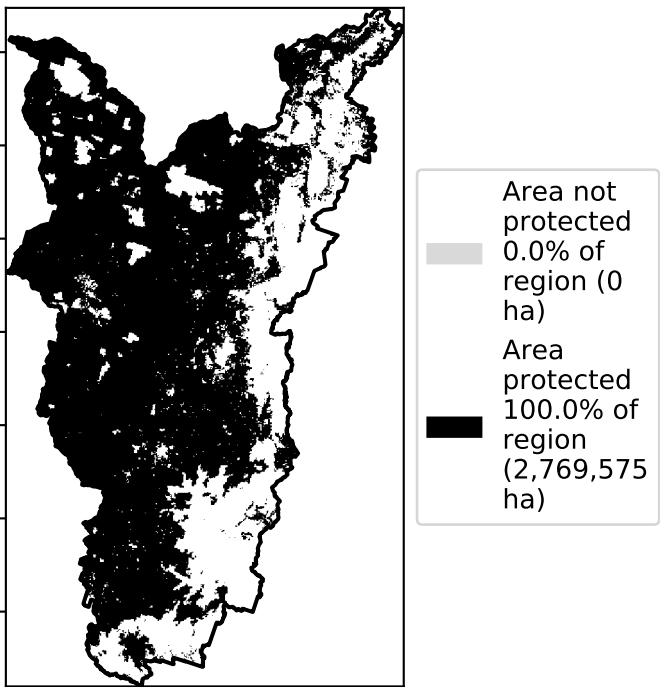 Area not
protected
0.0% of
region (0
ha)
Area
protected
100.0% of
region
(2,769,575
ha)